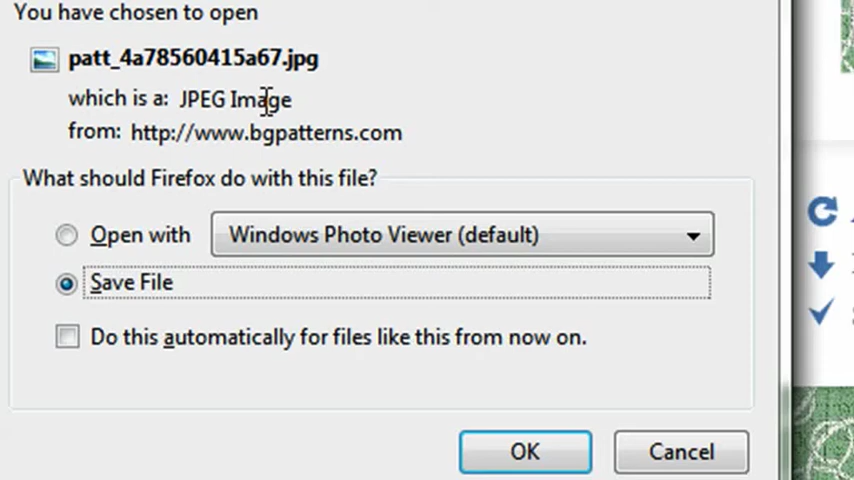 You have chosen to open
patt_4a78560415a67.jpg
which is a: JPEG Image
from: http://www.bgpatterns.com
What should Firefox do with this file?
Open with Windows Photo Viewer (default)
Save File
Do this automatically for files like this from now on.
OK Cancel